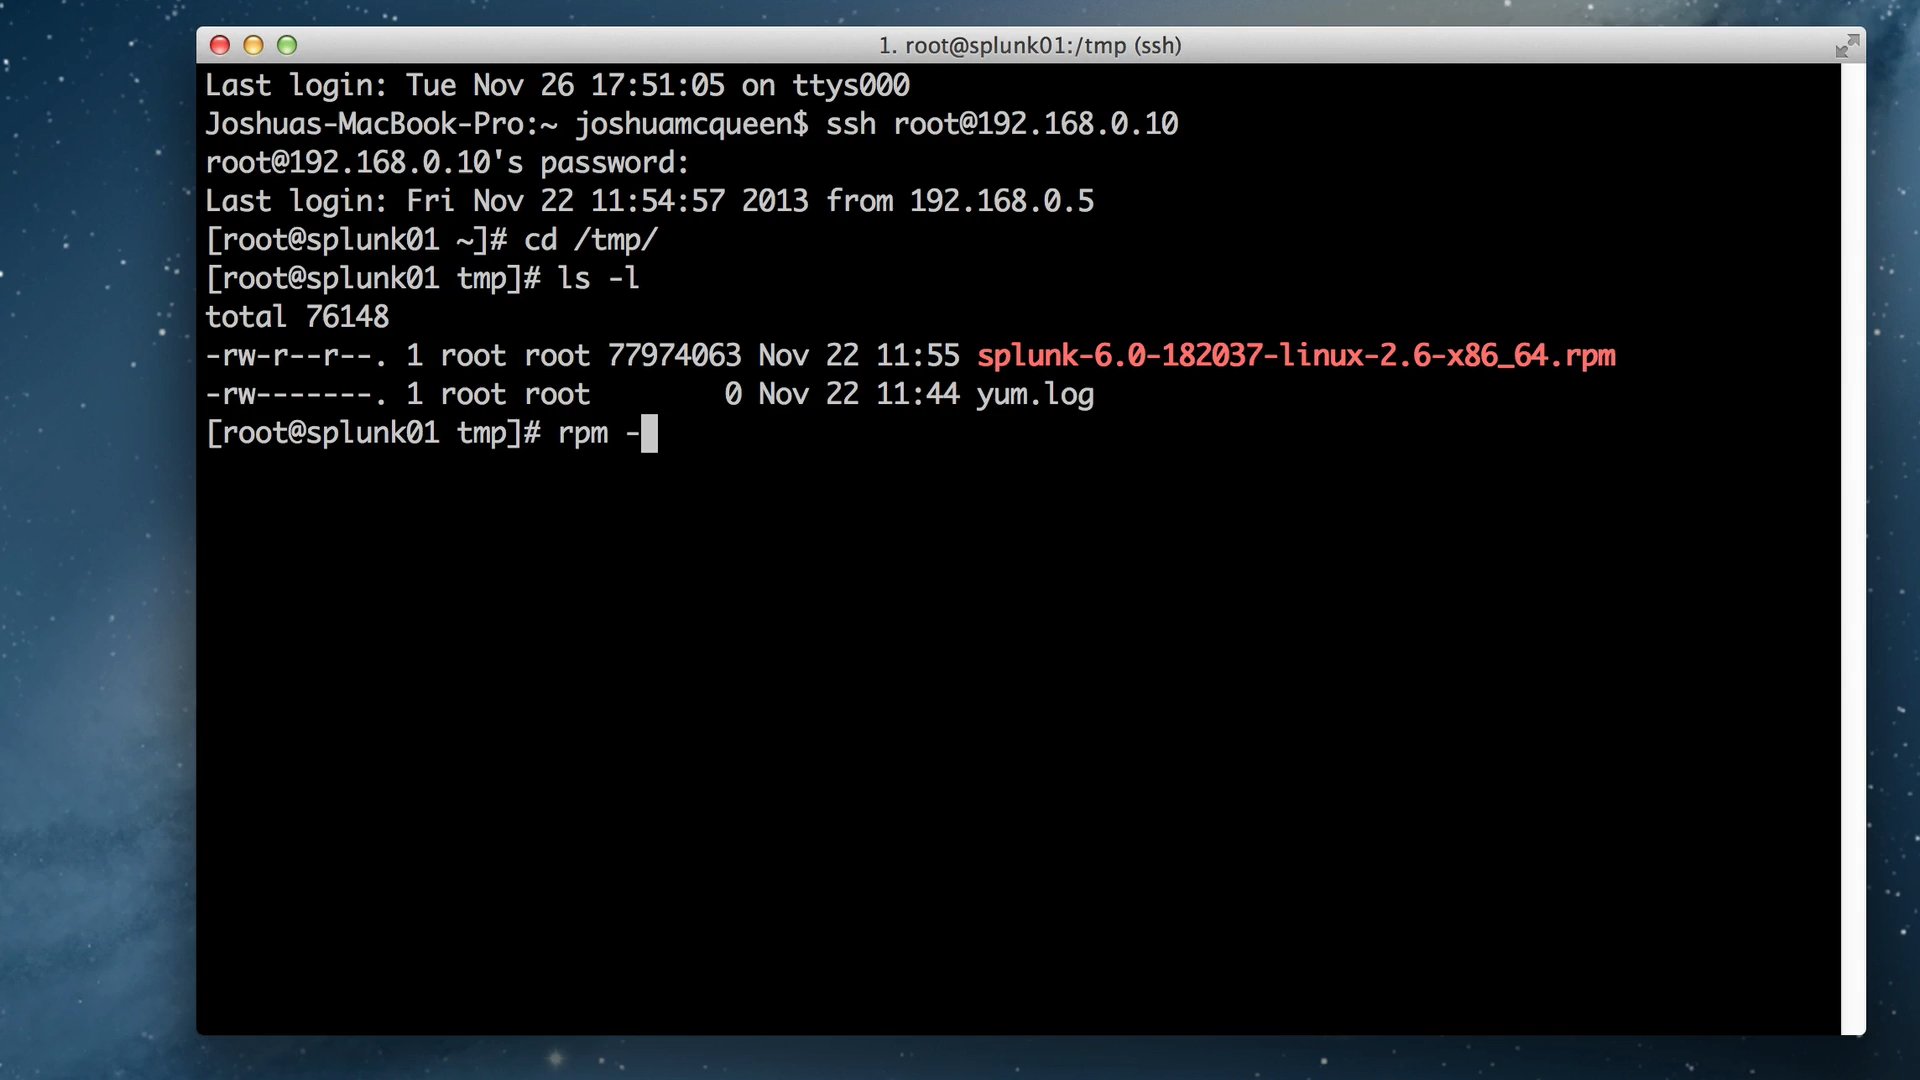 1. root@splunk01:/tmp (ssh)
Last login: Tue Nov 26 17:51:05 on ttys000
Joshuas-MacBook-Pro:~ joshuamcqueen$ ssh root@192.168.0.10
root@192.168.0.10's password:
Last login: Fri Nov 22 11:54:57 2013 from 192.168.0.5
[root@splunk01 ~]# cd /tmp/
[root@splunk01 tmp]# ls -l
total 76148
-rw-r--r--. 1 root root 77974063 Nov 22 11:55 splunk-6.0-182037-linux-2.6-x86_64.rpm
-rw-------. 1 root root        0 Nov 22 11:44 yum.log
[root@splunk01 tmp]# rpm -